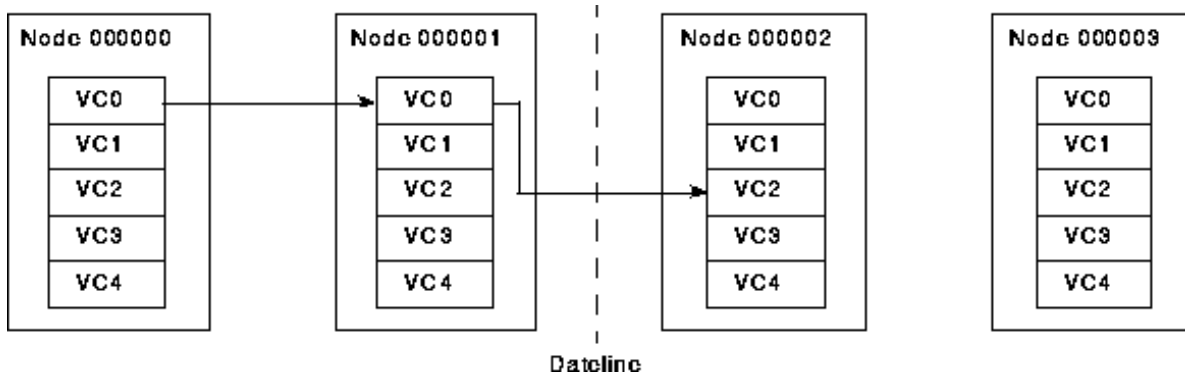 Node 000000
VC0
VC1
VC2
VC3
VC4
Node 000001
VC0
VC1
VC2
VC3
VC4
Node 000002
VC0
VC1
VC2
VC3
VC4
Node 000003
VC0
VC1
VC2
VC3
VC4
Dateline